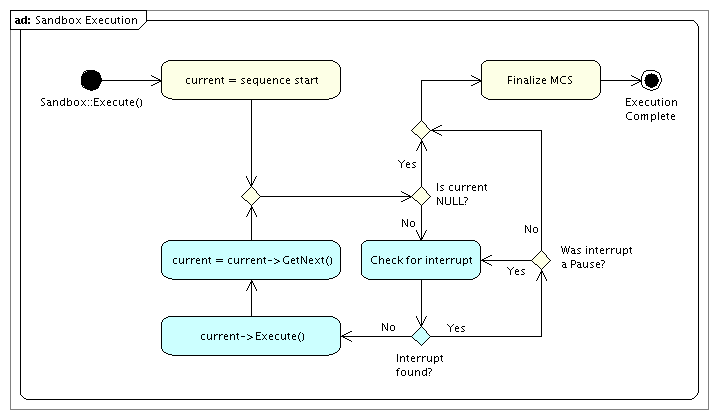 ad: Sandbox Execution
current = sequence start
Finalize MCS
Sandbox::Execute()
Execution
Complete
Yes
Is current
NULL?
No
No
current = current->GetNext()
Check for interrupt
Was interrupt
a Pause?
Yes
current->Execute()
No
Yes
Interrupt
found?